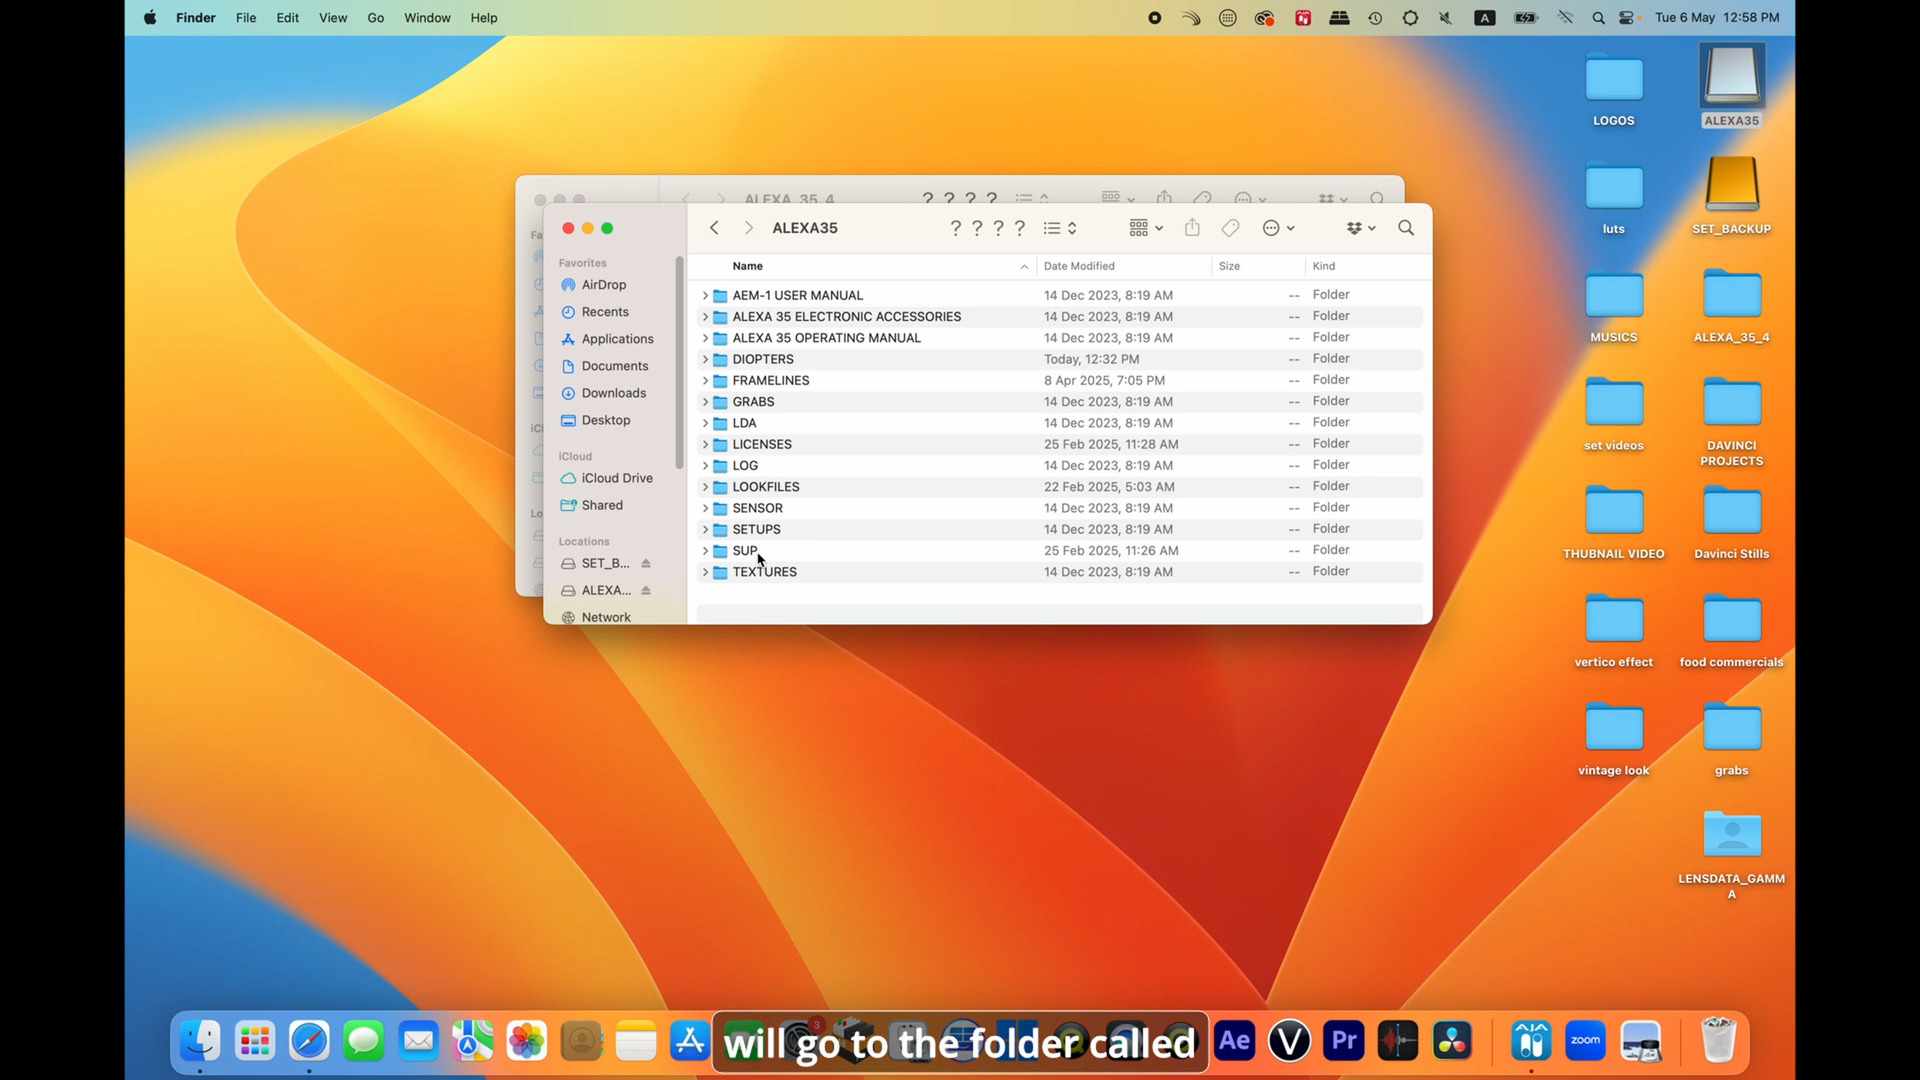 Finder File Edit View Go Window Help
A
Tue 6 May 12:58 PM
LOGOS
ALEXA35
luts
SET_BACKUP
MUSICS
ALEXA_35_4
set videos
DAVINCI
PROJECTS
THUBNAIL VIDEO
Davinci Stills
vertico effect
food commercials
vintage look
grabs
LENSDATA_GAMM
A
ALEXA_35_4
? ? ? ?
ALEXA35
? ? ? ?
Favorites
AirDrop
Recents
Applications
Documents
Downloads
Desktop
iCloud
iCloud Drive
Shared
Locations
SET_B...
ALEXA...
Network
Name Date Modified Size Kind
AEM-1 USER MANUAL 14 Dec 2023, 8:19 AM -- Folder
ALEXA 35 ELECTRONIC ACCESSORIES 14 Dec 2023, 8:19 AM -- Folder
ALEXA 35 OPERATING MANUAL 14 Dec 2023, 8:19 AM -- Folder
DIOPTERS Today, 12:32 PM -- Folder
FRAMELINES 8 Apr 2025, 7:05 PM -- Folder
GRABS 14 Dec 2023, 8:19 AM -- Folder
LDA 14 Dec 2023, 8:19 AM -- Folder
LICENSES 25 Feb 2025, 11:28 AM -- Folder
LOG 14 Dec 2023, 8:19 AM -- Folder
LOOKFILES 22 Feb 2025, 5:03 AM -- Folder
SENSOR 14 Dec 2023, 8:19 AM -- Folder
SETUPS 14 Dec 2023, 8:19 AM -- Folder
SUP 25 Feb 2025, 11:26 AM -- Folder
TEXTURES 14 Dec 2023, 8:19 AM -- Folder
3
will go to the folder called
Ae
V
Pr
AJA
zoom